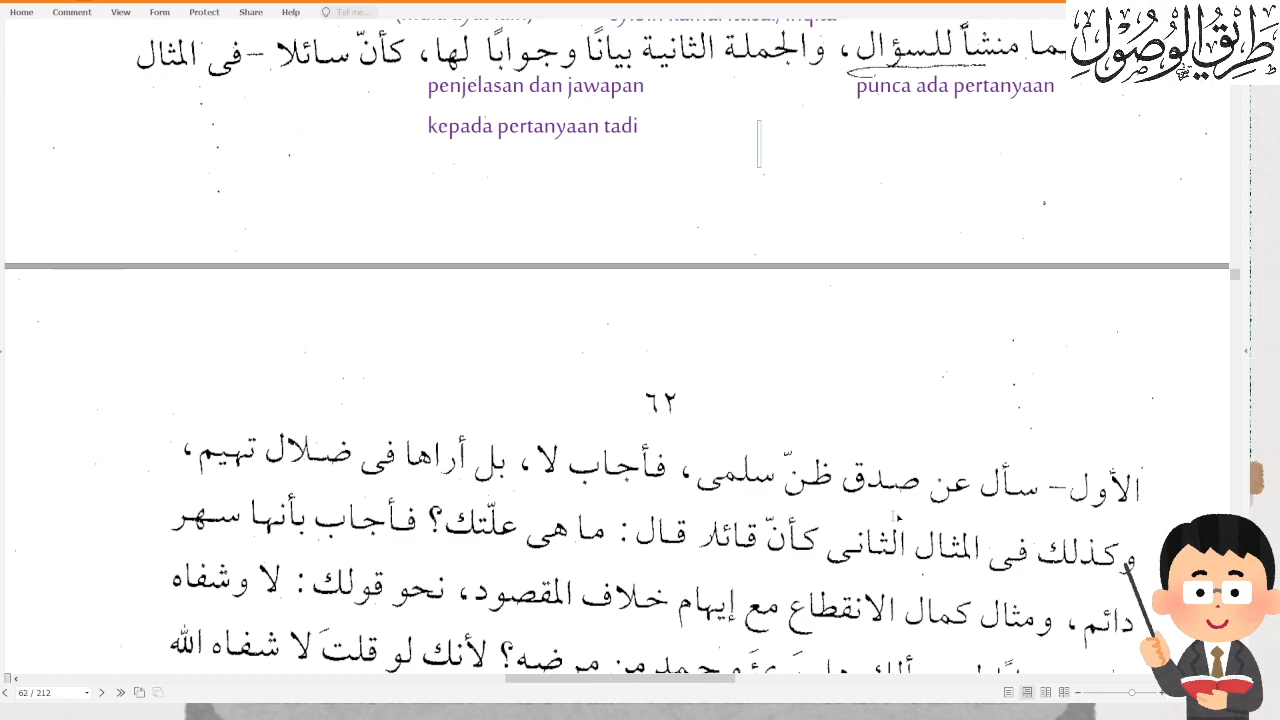 Home Comment View Form Protect Share Help Tell me...
طريق الوصول
منشأ للسؤال، والجملة الثانية بيانًا وجوابًا لها، كأنّ سائلا -فى المثال
penjelasan dan jawapan
punca ada pertanyaan
kepada pertanyaan tadi
٦٢
الأول- سأل عن صدق ظنّ سلمى، فأجاب لا، بل أراها فى ضلال تهيم،
وكذلك فى المثال الثانى كأنّ قائلا قال: ما هى علّتك؟ فأجاب بأنها سهر
دائم، ومثال كمال الانقطاع مع إيهام خلاف المقصود، نحو قولك: لا وشفاه
من مرضه؟ لأنك لو قلتَ لا شفاه الله
62 / 212